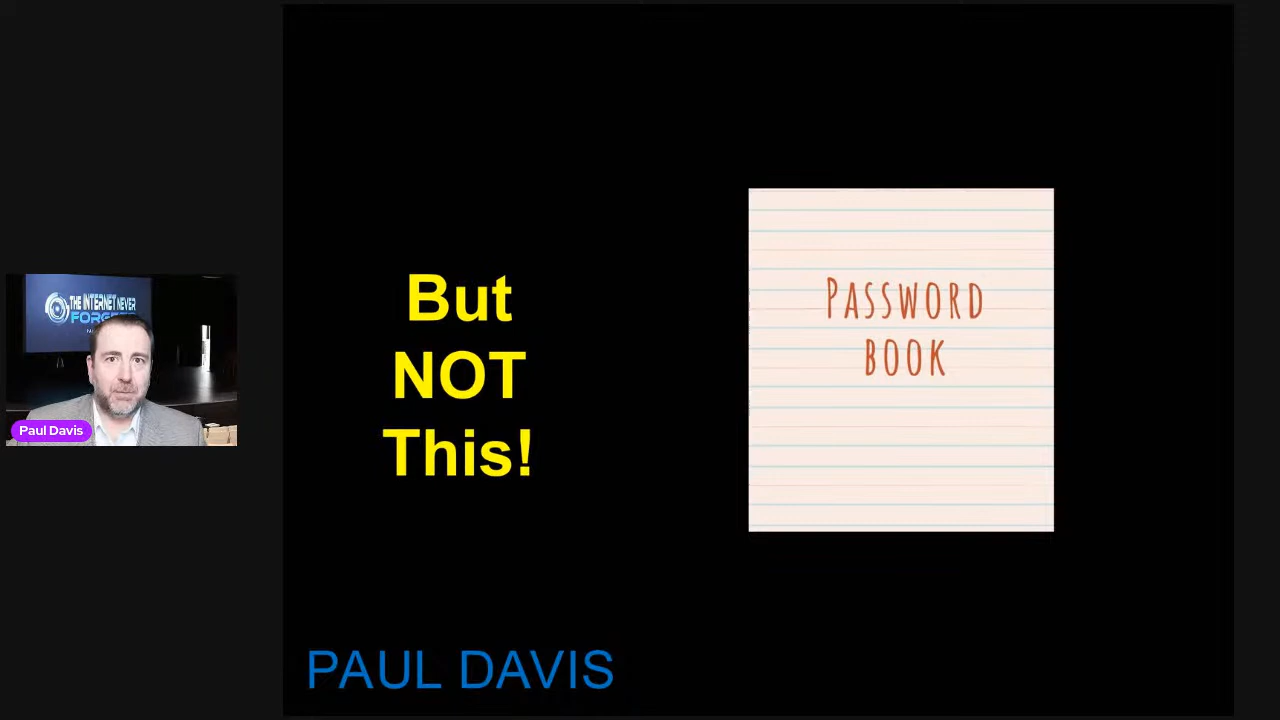 THE INTERNET NEVER
Paul Davis
But
NOT
This!
PASSWORD
BOOK
PAUL DAVIS